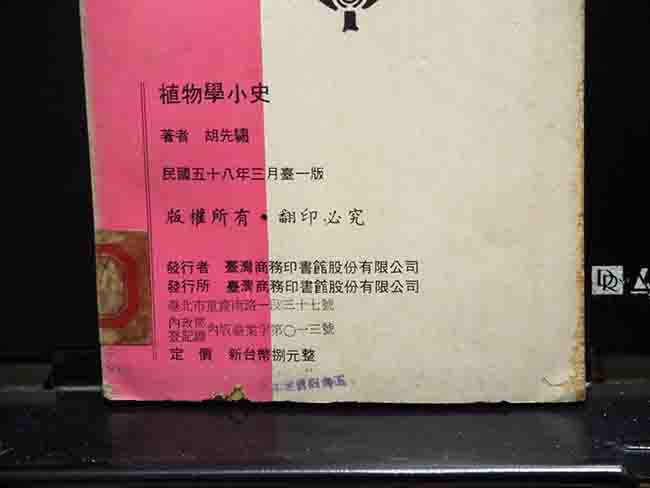 植物學小史
著者 胡先驌
民國五十八年三月臺一版
版權所有•翻印必究
發行者 臺灣商務印書館股份有限公司
發行所 臺灣商務印書館股份有限公司
臺北市重慶南路一段三十七號
內政部
登記證內版臺業字第〇一三號
定價 新台幣捌元整